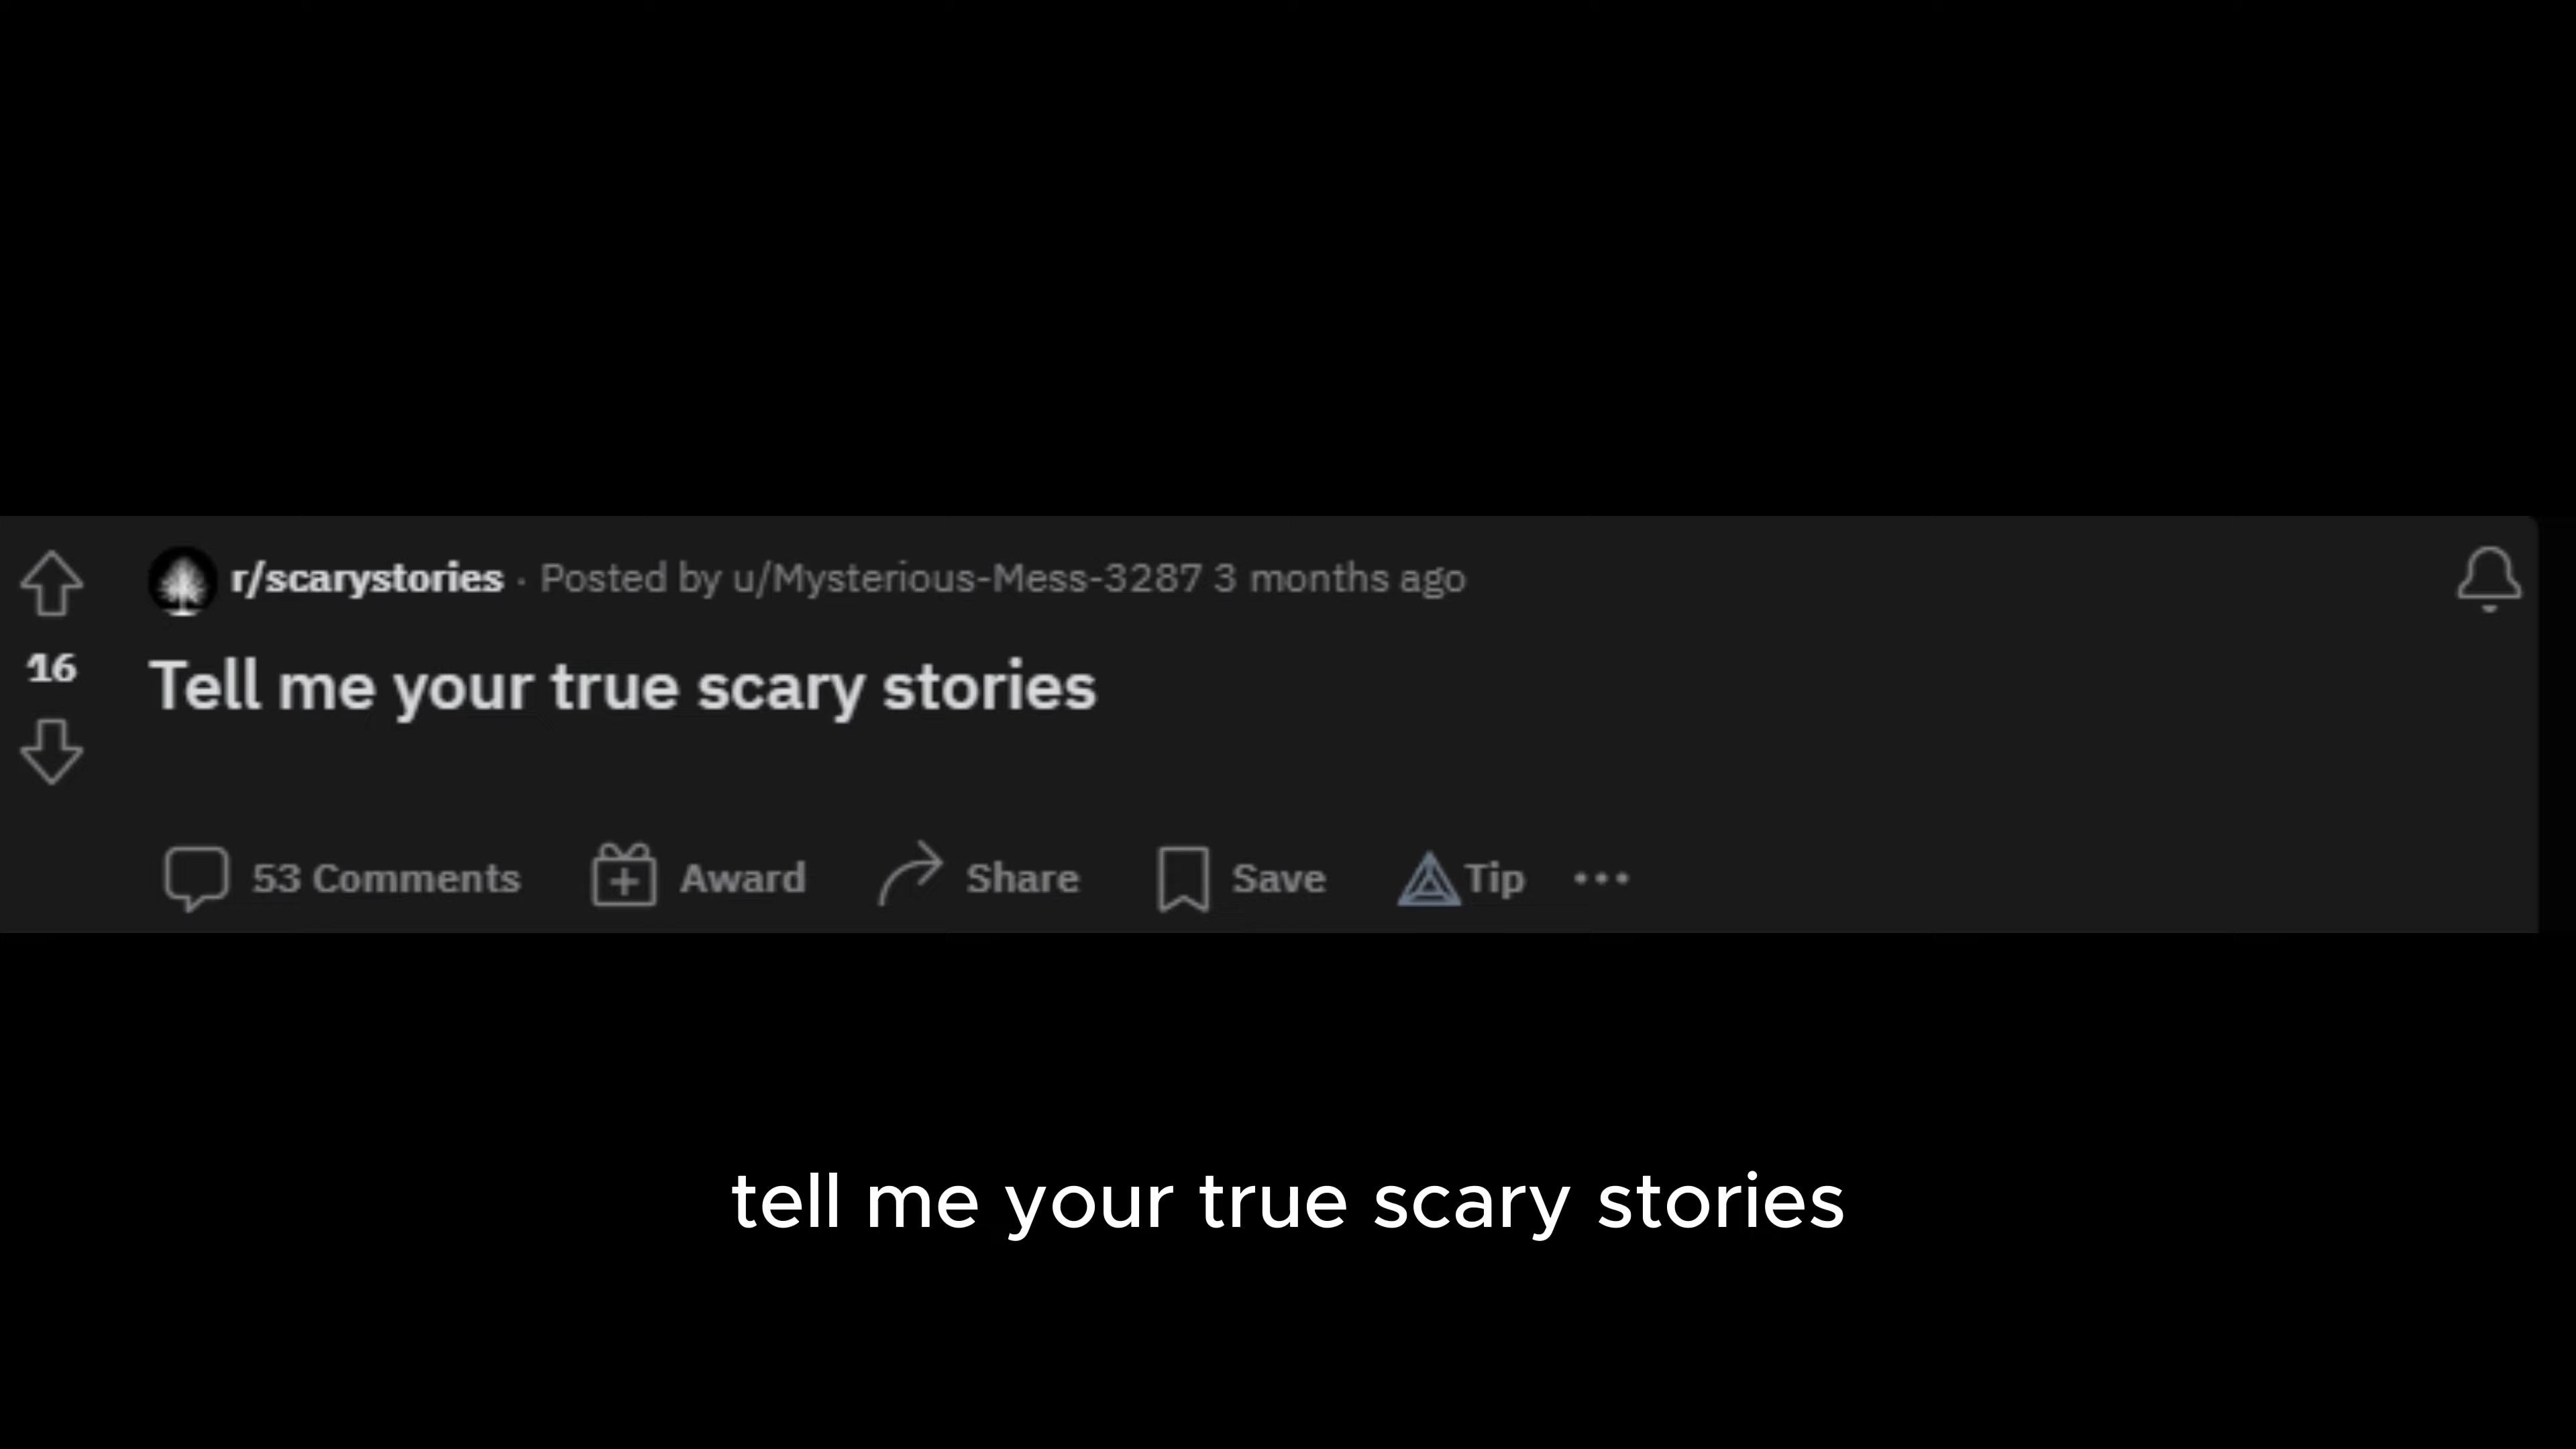 r/scarystories · Posted by u/Mysterious-Mess-3287 3 months ago
16
Tell me your true scary stories
53 Comments Award Share Save Tip •••
tell me your true scary stories